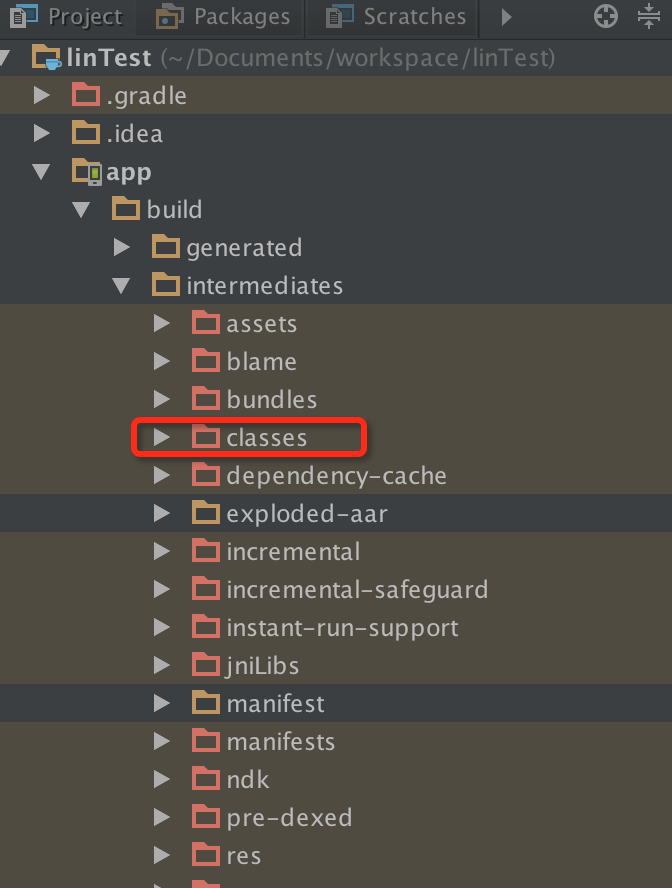 Project Packages Scratches
linTest (~/Documents/workspace/linTest)
.gradle
.idea
app
build
generated
intermediates
assets
blame
bundles
classes
dependency-cache
exploded-aar
incremental
incremental-safeguard
instant-run-support
jniLibs
manifest
manifests
ndk
pre-dexed
res